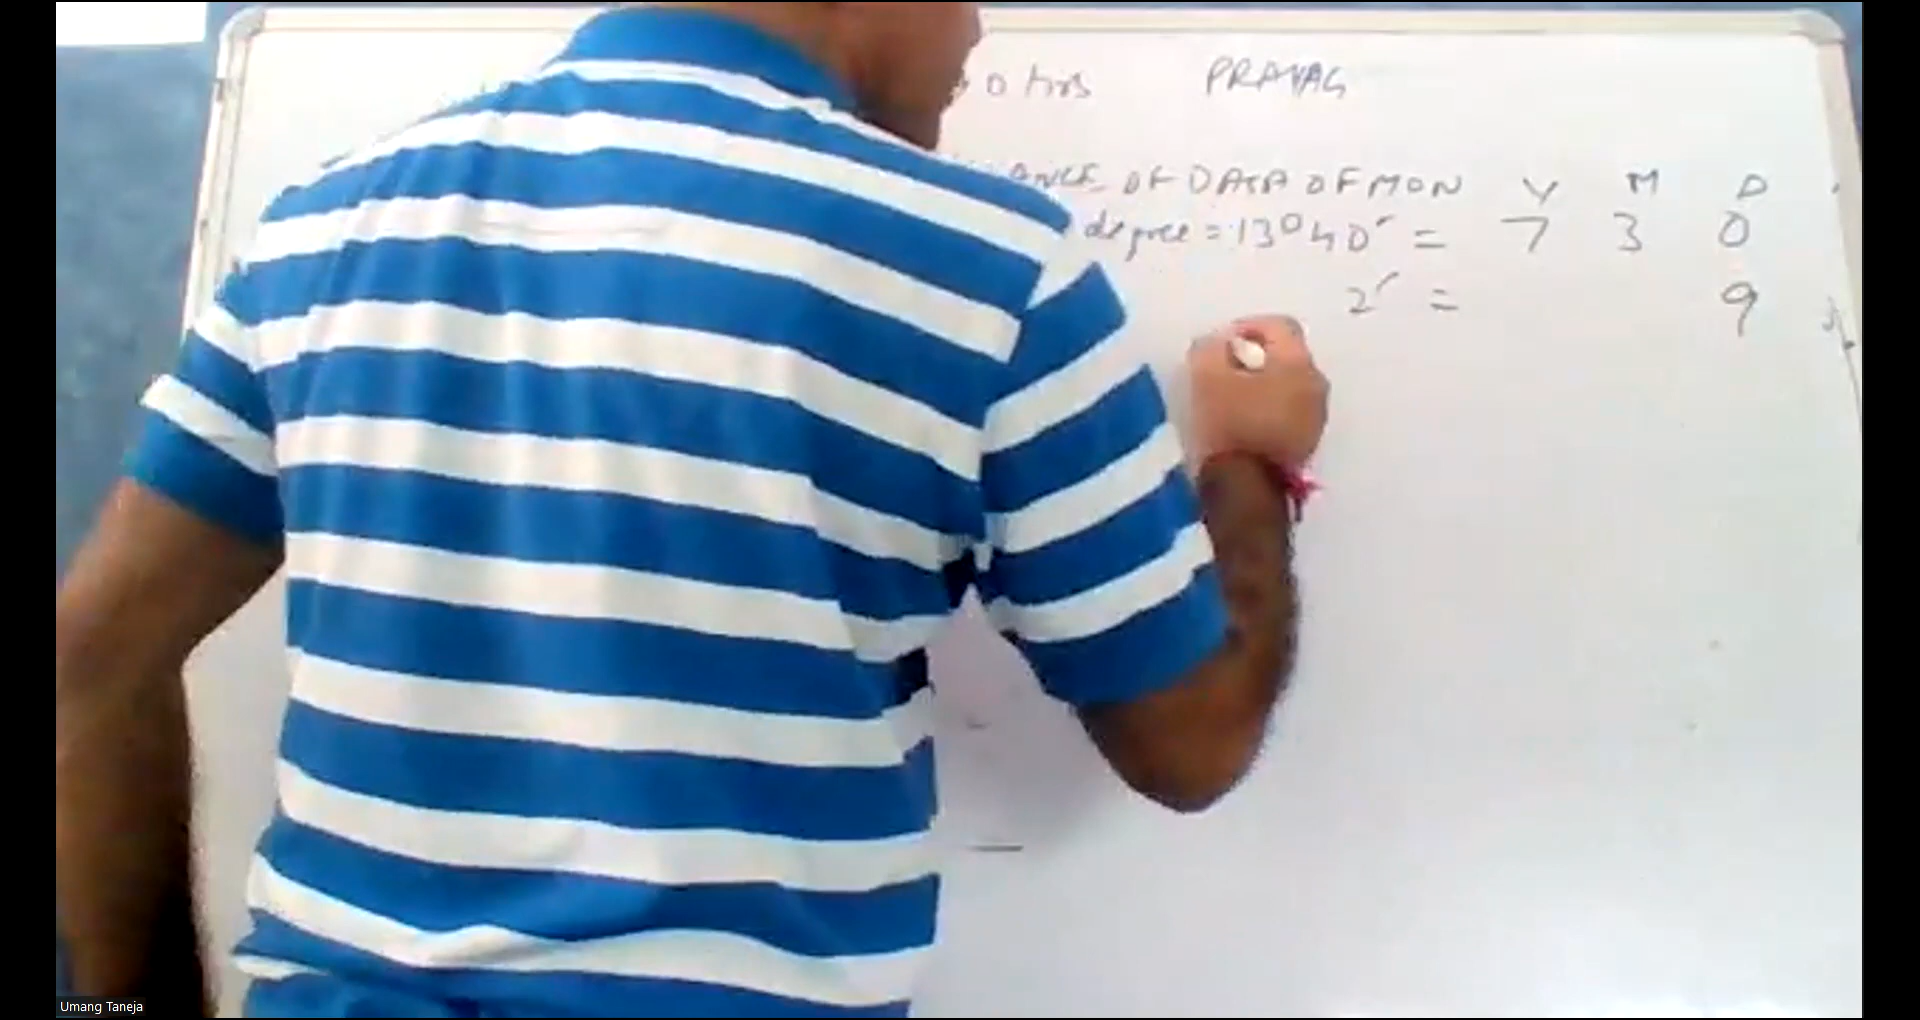 0 hrs PRAYAG
ANCE OF DASA OF MON Y M D
degree = 13° 40′ = 7 3 0
2′ = 9
Umang Taneja